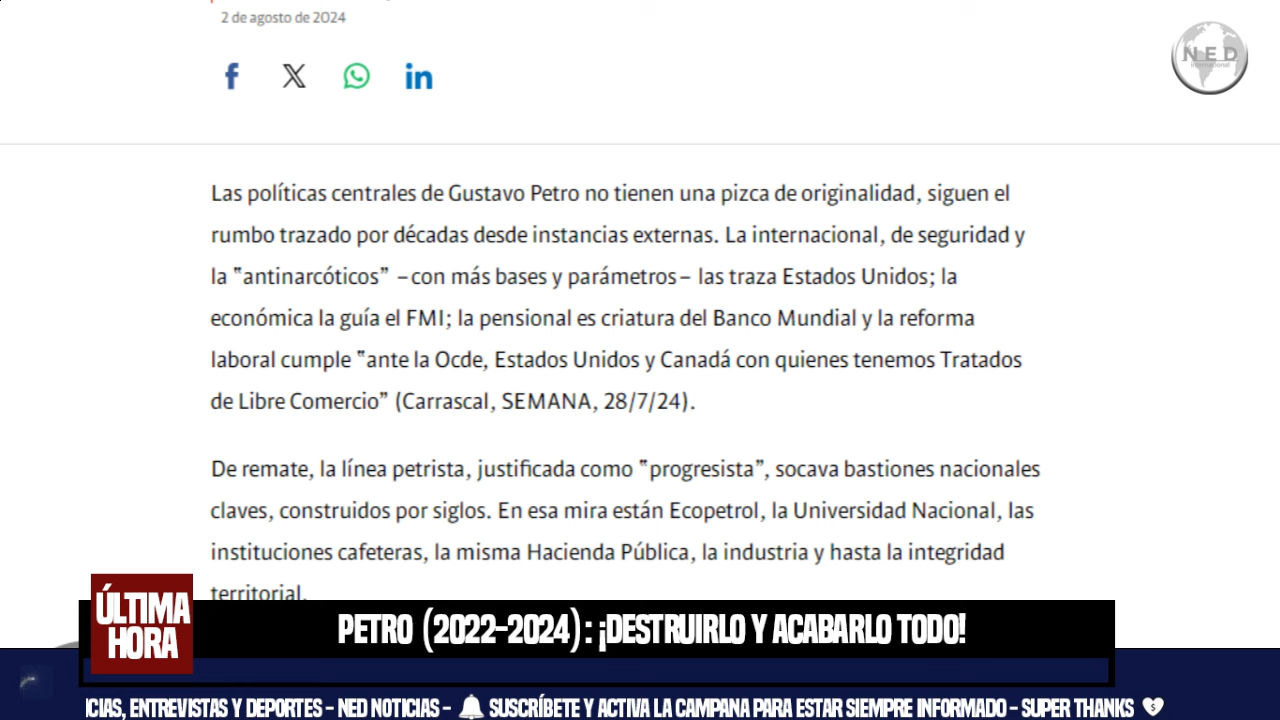 2 de agosto de 2024
NED
international
Las políticas centrales de Gustavo Petro no tienen una pizca de originalidad, siguen el
rumbo trazado por décadas desde instancias externas. La internacional, de seguridad y
la "antinarcóticos" –con más bases y parámetros– las traza Estados Unidos; la
económica la guía el FMI; la pensional es criatura del Banco Mundial y la reforma
laboral cumple "ante la Ocde, Estados Unidos y Canadá con quienes tenemos Tratados
de Libre Comercio" (Carrascal, SEMANA, 28/7/24).
De remate, la línea petrista, justificada como "progresista", socava bastiones nacionales
claves, construidos por siglos. En esa mira están Ecopetrol, la Universidad Nacional, las
instituciones cafeteras, la misma Hacienda Pública, la industria y hasta la integridad
territorial.
ÚLTIMA
HORA
PETRO (2022-2024): ¡DESTRUIRLO Y ACABARLO TODO!
ICIAS, ENTREVISTAS Y DEPORTES - NED NOTICIAS - 🔔 SUSCRÍBETE Y ACTIVA LA CAMPANA PARA ESTAR SIEMPRE INFORMADO - SUPER THANKS